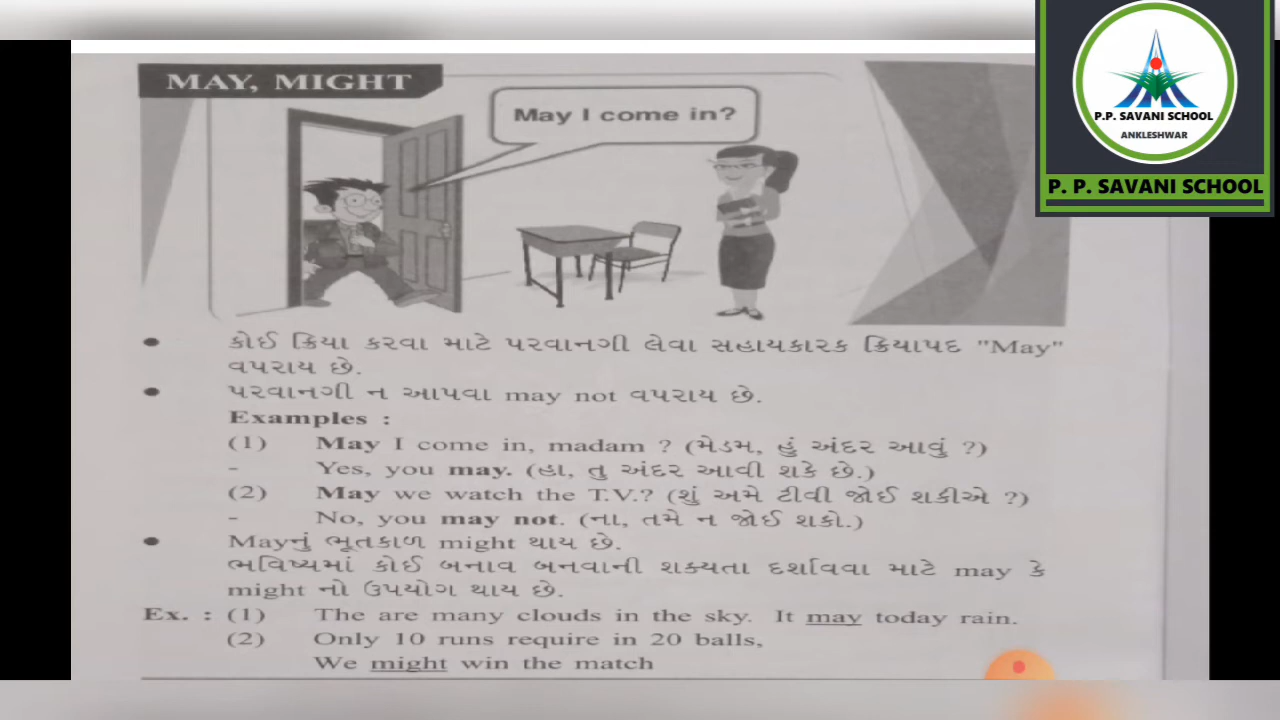 MAY, MIGHT
May I come in?
P.P. SAVANI SCHOOL
ANKLESHWAR
P. P. SAVANI SCHOOL
• કોઈ ક્રિયા કરવા માટે પરવાનગી લેવા સહાયકારક ક્રિયાપદ "May"
વપરાય છે.
• પરવાનગી ન આપવા may not વપરાય છે.
Examples :
(1) May I come in, madam ? (મેડમ, હું અંદર આવું ?)
- Yes, you may. (હા, તુ અંદર આવી શકે છે.)
(2) May we watch the T.V.? (શું અમે ટીવી જોઈ શકીએ ?)
- No, you may not. (ના, તમે ન જોઈ શકો.)
• Mayનું ભૂતકાળ might થાય છે.
ભવિષ્યમાં કોઈ બનાવ બનવાની શક્યતા દર્શાવવા માટે may કે
might નો ઉપયોગ થાય છે.
Ex. : (1) The are many clouds in the sky. It may today rain.
(2) Only 10 runs require in 20 balls,
We might win the match